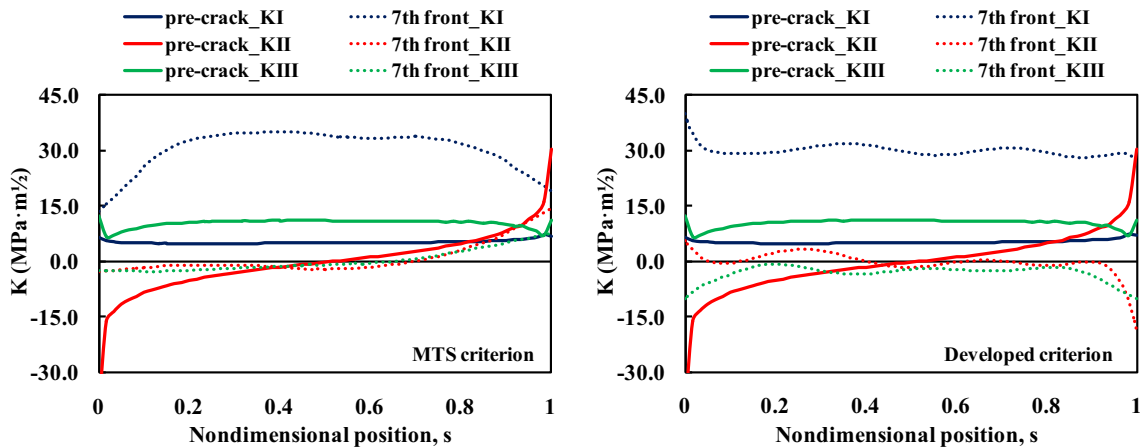 pre-crack_KI 7th front_KI
pre-crack_KII 7th front_KII
pre-crack_KIII 7th front_KIII
45.0
30.0
15.0
0.0
-15.0
-30.0
K (MPa·m½)
MTS criterion
0 0.2 0.4 0.6 0.8 1
Nondimensional position, s
pre-crack_KI 7th front_KI
pre-crack_KII 7th front_KII
pre-crack_KIII 7th front_KIII
45.0
30.0
15.0
0.0
-15.0
-30.0
K (MPa·m½)
Developed criterion
0 0.2 0.4 0.6 0.8 1
Nondimensional position, s